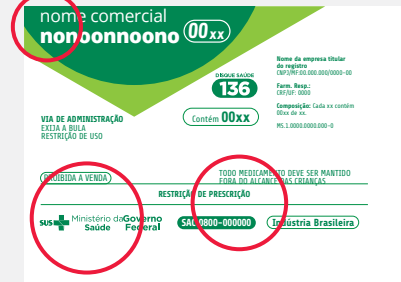 nome comercial
nonoonnoono 00xx
DISQUE SAÚDE
136
Contém 00xx
Nome da empresa titular
do registro
CNPJ/MF:00.000.000/0000-00
Farm. Resp.:
CRF/UF: 0000
Composição: Cada xx contém
00xx de xx.
MS.1.0000.0000.000-0
VIA DE ADMINISTRAÇÃO
EXIJA A BULA
RESTRIÇÃO DE USO
PROIBIDA A VENDA
TODO MEDICAMENTO DEVE SER MANTIDO
FORA DO ALCANCE DAS CRIANÇAS
RESTRIÇÃO DE PRESCRIÇÃO
SUS Ministério da Saúde
Governo Federal
SAC 0800-000000
Indústria Brasileira